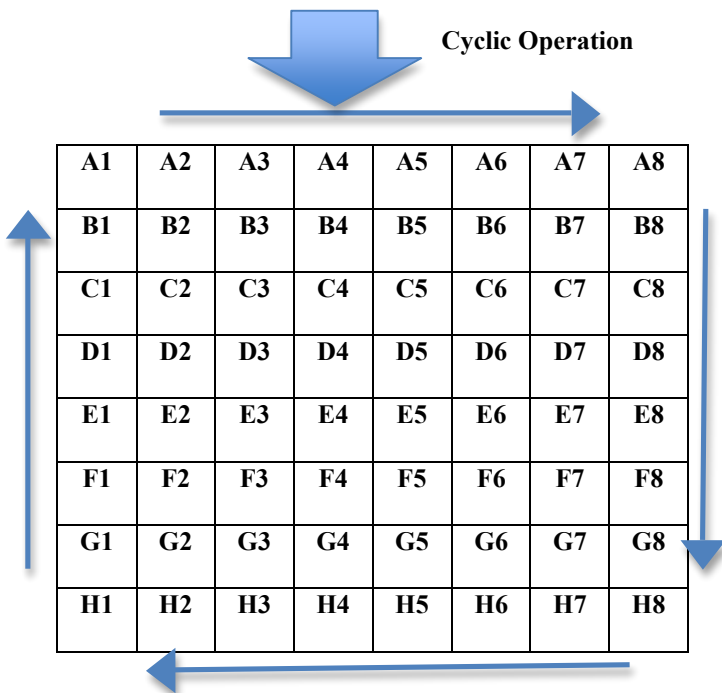 Cyclic Operation
A1 A2 A3 A4 A5 A6 A7 A8
B1 B2 B3 B4 B5 B6 B7 B8
C1 C2 C3 C4 C5 C6 C7 C8
D1 D2 D3 D4 D5 D6 D7 D8
E1 E2 E3 E4 E5 E6 E7 E8
F1 F2 F3 F4 F5 F6 F7 F8
G1 G2 G3 G4 G5 G6 G7 G8
H1 H2 H3 H4 H5 H6 H7 H8